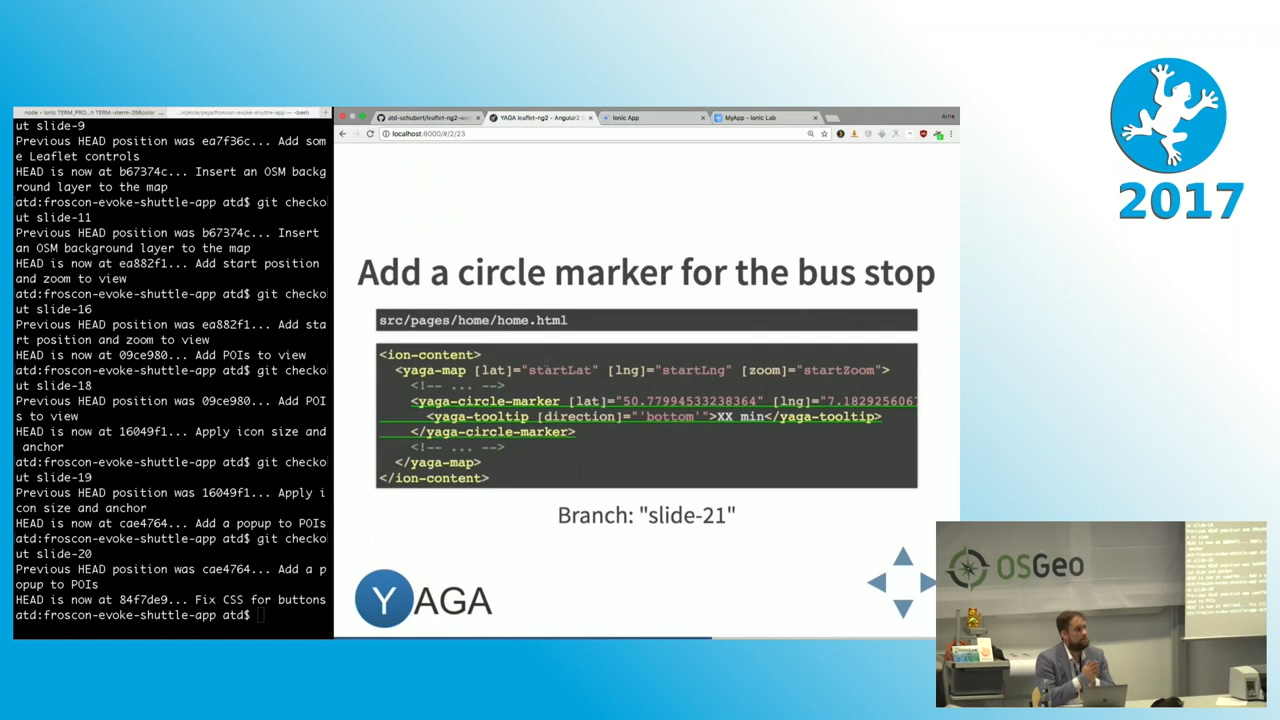 ut slide-9
Previous HEAD position was ea7f36c... Add som
e Leaflet controls
HEAD is now at b67374c... Insert an OSM backg
round layer to the map
atd:froscon-evoke-shuttle-app atd$ git checko
ut slide-11
Previous HEAD position was b67374c... Insert
an OSM background layer to the map
HEAD is now at ea882f1... Add start position
and zoom to view
atd:froscon-evoke-shuttle-app atd$ git checko
ut slide-16
Previous HEAD position was ea882f1... Add sta
rt position and zoom to view
HEAD is now at 09ce980... Add POIs to view
atd:froscon-evoke-shuttle-app atd$ git checko
ut slide-18
Previous HEAD position was 09ce980... Add POI
s to view
HEAD is now at 16049f1... Apply icon size and
anchor
atd:froscon-evoke-shuttle-app atd$ git checko
ut slide-19
Previous HEAD position was 16049f1... Apply i
con size and anchor
HEAD is now at cae4764... Add a popup to POIs
atd:froscon-evoke-shuttle-app atd$ git checko
ut slide-20
Previous HEAD position was cae4764... Add a p
opup to POIs
HEAD is now at 84f7de9... Fix CSS for buttons
atd:froscon-evoke-shuttle-app atd$
YAGA leaflet-ng2 - Angular2
Ionic App
MyApp - Ionic Lab
localhost:8000/#/2/23
Add a circle marker for the bus stop
src/pages/home/home.html
<ion-content>
<yaga-map [lat]="startLat" [lng]="startLng" [zoom]="startZoom">
<!-- ... -->
<yaga-circle-marker [lat]="50.77994533238364" [lng]="7.1829256067
<yaga-tooltip [direction]="'bottom'">XX min</yaga-tooltip>
</yaga-circle-marker>
<!-- ... -->
</yaga-map>
</ion-content>
Branch: "slide-21"
YAGA
2017
OSGeo